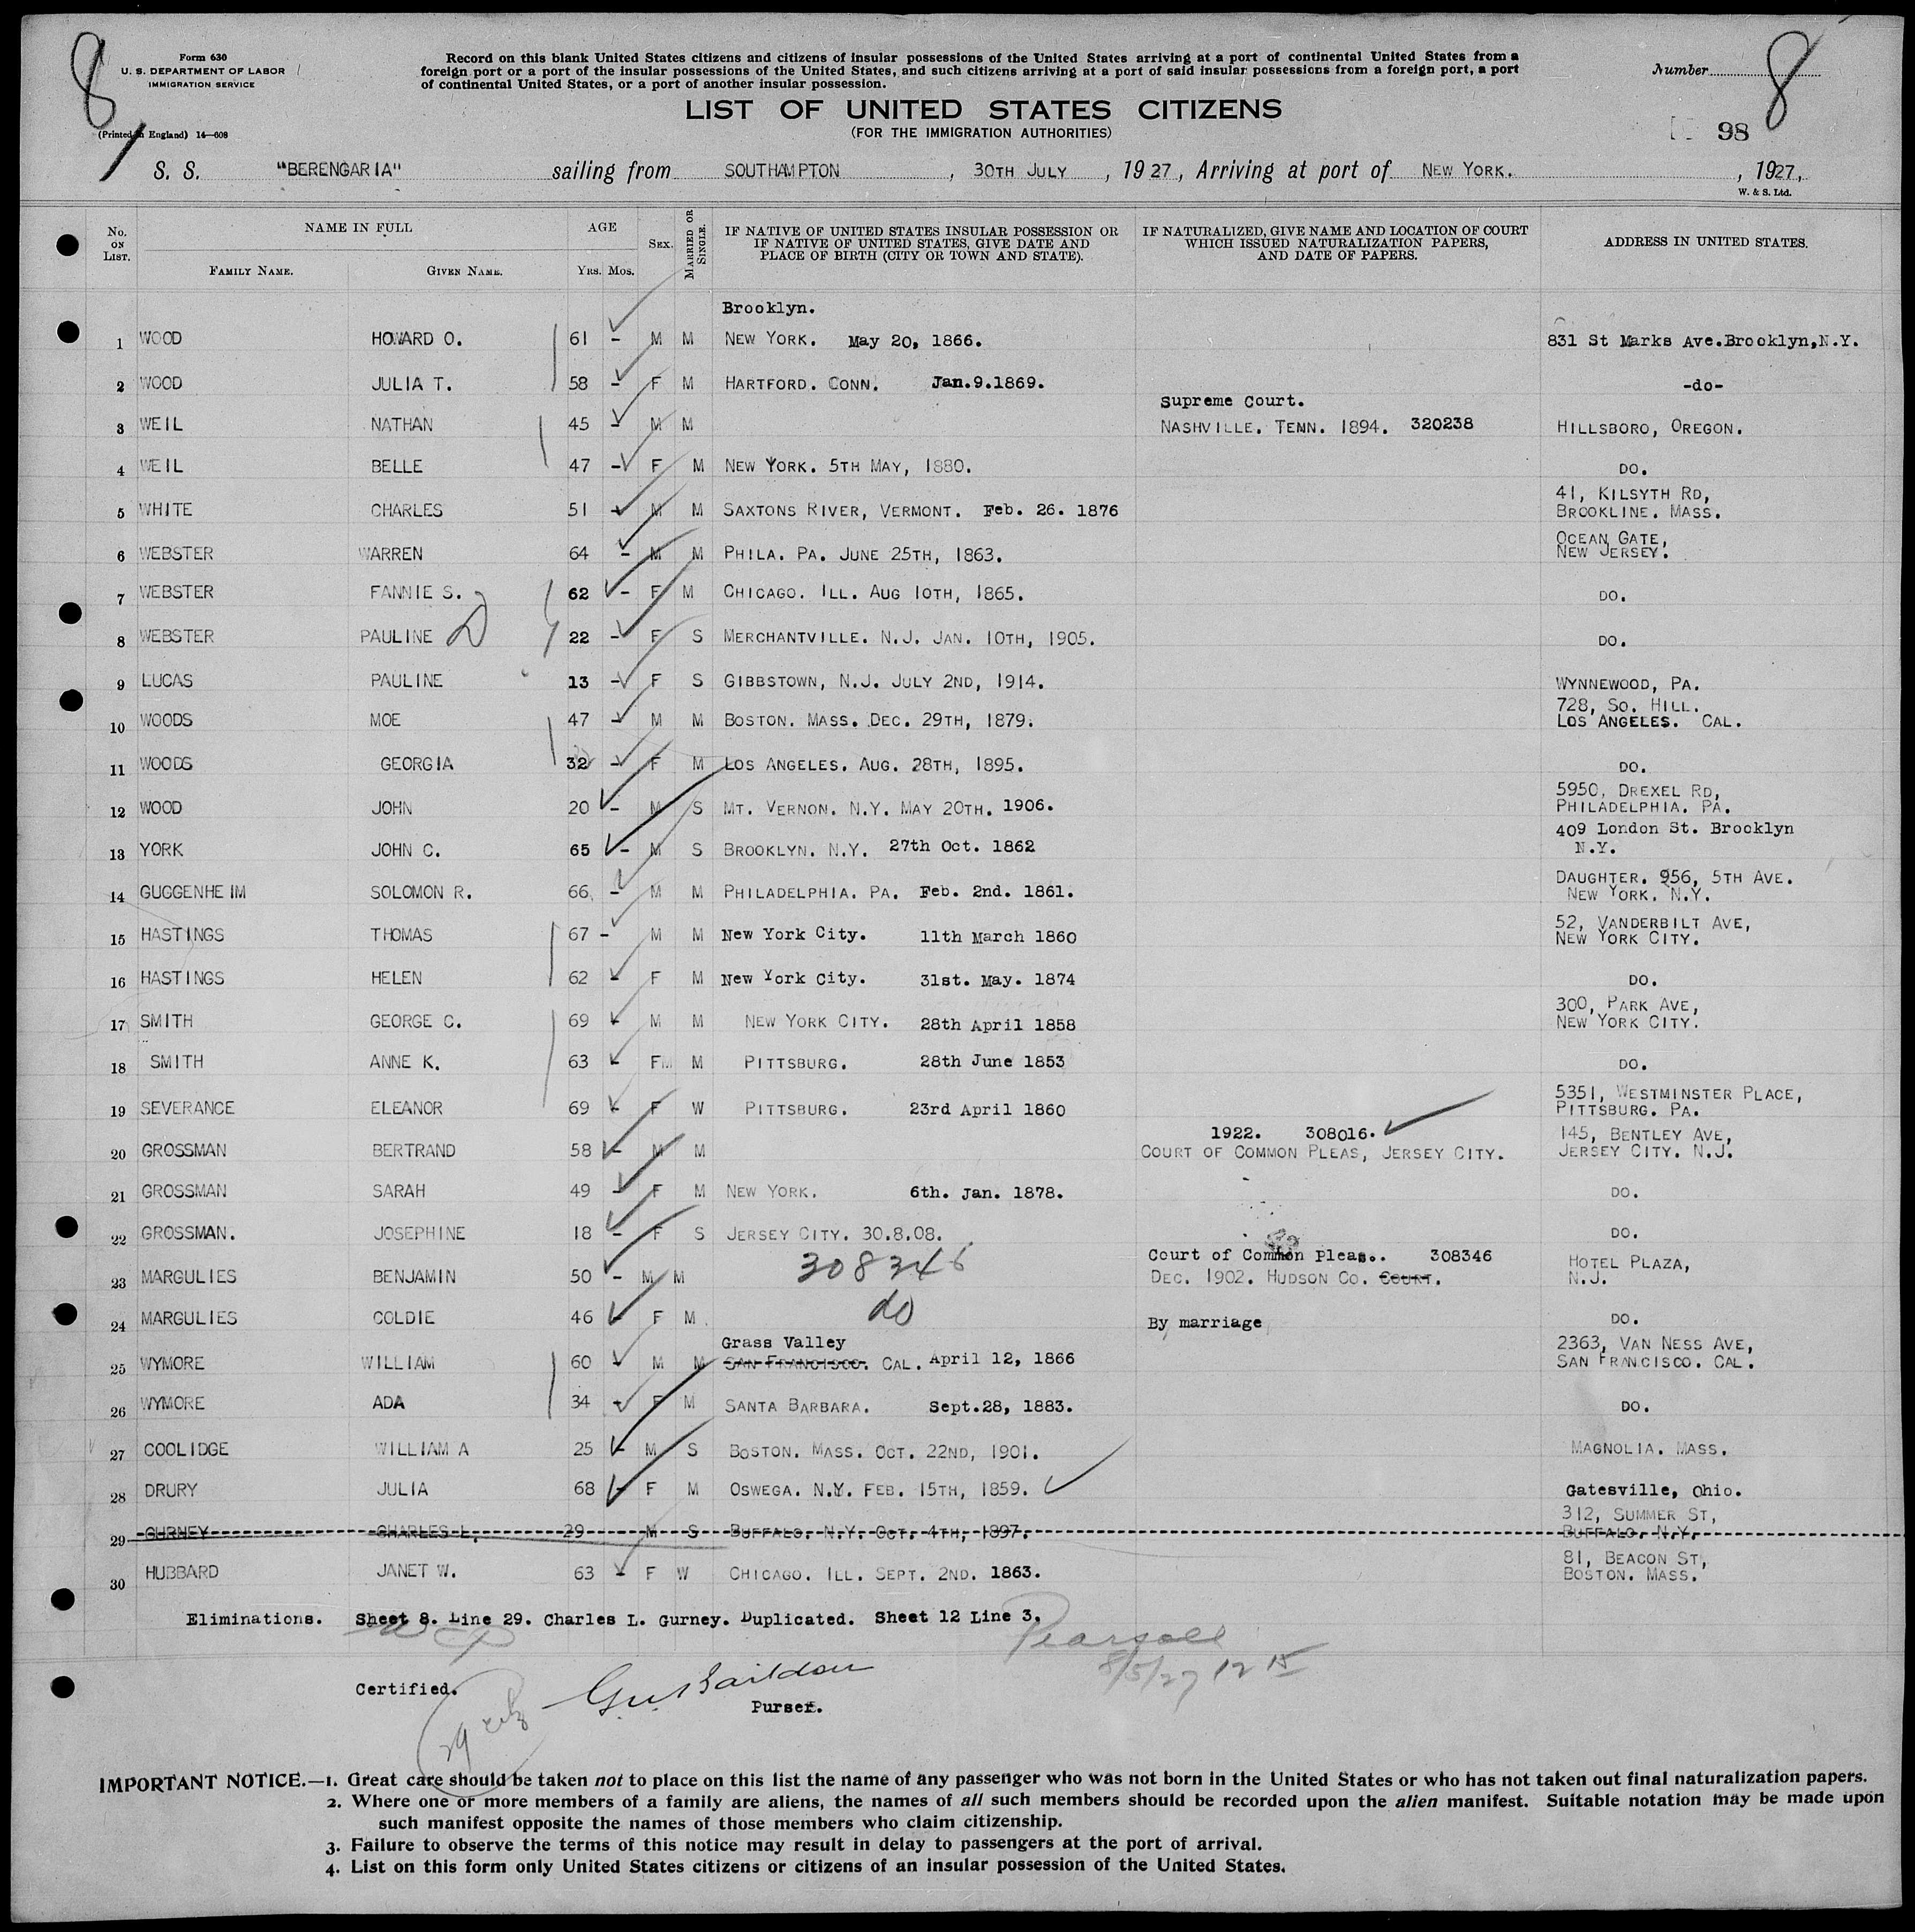 8
Form 630
U. S. DEPARTMENT OF LABOR
IMMIGRATION SERVICE
(Printed in England) 14—608
Record on this blank United States citizens and citizens of insular possessions of the United States arriving at a port of continental United States from a
foreign port or a port of the insular possessions of the United States, and such citizens arriving at a port of said insular possessions from a foreign port, a port
of continental United States, or a port of another insular possession.
Number 8
LIST OF UNITED STATES CITIZENS
(FOR THE IMMIGRATION AUTHORITIES)
98
S. S. "BERENGARIA" sailing from SOUTHAMPTON, 30TH JULY, 1927, Arriving at port of NEW YORK., 1927,
W. & S. Ltd.
No. ON LIST. NAME IN FULL FAMILY NAME. GIVEN NAME. AGE YRS. MOS. SEX. MARRIED OR SINGLE. IF NATIVE OF UNITED STATES INSULAR POSSESSION OR IF NATIVE OF UNITED STATES, GIVE DATE AND PLACE OF BIRTH (CITY OR TOWN AND STATE). IF NATURALIZED, GIVE NAME AND LOCATION OF COURT WHICH ISSUED NATURALIZATION PAPERS, AND DATE OF PAPERS. ADDRESS IN UNITED STATES.
Brooklyn.
1 WOOD HOWARD O. 61 - M M NEW YORK. May 20, 1866. 831 St Marks Ave.Brooklyn,N.Y.
2 WOOD JULIA T. 58 - F M HARTFORD. CONN. Jan.9.1869. -do-
Supreme Court.
3 WEIL NATHAN 45 - M M NASHVILLE. TENN. 1894. 320238 HILLSBORO, OREGON.
4 WEIL BELLE 47 - F M NEW YORK. 5TH MAY, 1880. DO.
41, KILSYTH RD,
5 WHITE CHARLES 51 - M M SAXTONS RIVER, VERMONT. Feb. 26. 1876 BROOKLINE. MASS.
OCEAN GATE,
6 WEBSTER WARREN 64 - M M PHILA. PA. JUNE 25TH, 1863. NEW JERSEY.
7 WEBSTER FANNIE S. 62 - F M CHICAGO. ILL. AUG 10TH, 1865. DO.
8 WEBSTER PAULINE D 22 - F S MERCHANTVILLE. N.J. JAN. 10TH, 1905. DO.
9 LUCAS PAULINE 13 - F S GIBBSTOWN, N.J. JULY 2ND, 1914. WYNNEWOOD, PA.
728, SO. HILL.
10 WOODS MOE 47 - M M BOSTON. MASS. DEC. 29TH, 1879. LOS ANGELES. CAL.
11 WOODS GEORGIA 32 - F M LOS ANGELES. AUG. 28TH, 1895. DO.
5950, DREXEL RD,
12 WOOD JOHN 20 - M S MT. VERNON. N.Y. MAY 20TH. 1906. PHILADELPHIA. PA.
409 London St. Brooklyn
13 YORK JOHN C. 65 - M S BROOKLYN. N.Y. 27th Oct. 1862 N.Y.
DAUGHTER. 956, 5TH AVE.
14 GUGGENHEIM SOLOMON R. 66 - M M PHILADELPHIA. PA. Feb. 2nd. 1861. NEW YORK. N.Y.
52, VANDERBILT AVE,
15 HASTINGS THOMAS 67 - M M New York City. 11th March 1860 NEW YORK CITY.
16 HASTINGS HELEN 62 - F M New York City. 31st. May. 1874 DO.
300, PARK AVE,
17 SMITH GEORGE C. 69 - M M NEW YORK CITY. 28th April 1858 NEW YORK CITY.
18 SMITH ANNE K. 63 - F M PITTSBURG. 28th June 1853 DO.
5351, WESTMINSTER PLACE,
19 SEVERANCE ELEANOR 69 - F W PITTSBURG. 23rd April 1860 PITTSBURG. PA.
1922. 308016. 145, BENTLEY AVE,
20 GROSSMAN BERTRAND 58 - M M COURT OF COMMON PLEAS, JERSEY CITY. JERSEY CITY. N.J.
21 GROSSMAN SARAH 49 - F M NEW YORK. 6th. Jan. 1878. DO.
22 GROSSMAN. JOSEPHINE 18 - F S JERSEY CITY. 30.8.08. DO.
308346 Court of Common Pleas.. 308346 HOTEL PLAZA,
23 MARGULIES BENJAMIN 50 - M M DEC. 1902. HUDSON CO. COURT. N.J.
24 MARGULIES COLDIE 46 - F M. do By marriage DO.
Grass Valley 2363, VAN NESS AVE,
25 WYMORE WILLIAM 60 - M M SAN FRANCISCO. CAL. April 12, 1866 SAN FRANCISCO. CAL.
26 WYMORE ADA 34 - F M SANTA BARBARA. Sept.28, 1883. DO.
27 COOLIDGE WILLIAM A 25 - M S BOSTON. MASS. OCT. 22ND, 1901. MAGNOLIA. MASS.
28 DRURY JULIA 68 - F M OSWEGA. N.Y. FEB. 15TH, 1859. Gatesville, Ohio.
312, SUMMER ST,
29 GURNEY CHARLES L. 29 - M S BUFFALO. N.Y. OCT. 4TH, 1897. BUFFALO. N.Y.
81, BEACON ST,
30 HUBBARD JANET W. 63 - F W CHICAGO. ILL. SEPT. 2ND. 1863. BOSTON. MASS.
Eliminations. Sheet 8. Line 29. Charles L. Gurney. Duplicated. Sheet 12 Line 3.
Pearsall
8/5/27 12 15
Certified.
Purser.
29
IMPORTANT NOTICE.—1. Great care should be taken not to place on this list the name of any passenger who was not born in the United States or who has not taken out final naturalization papers.
2. Where one or more members of a family are aliens, the names of all such members should be recorded upon the alien manifest. Suitable notation may be made upon
such manifest opposite the names of those members who claim citizenship.
3. Failure to observe the terms of this notice may result in delay to passengers at the port of arrival.
4. List on this form only United States citizens or citizens of an insular possession of the United States.